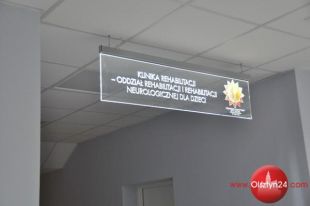 KLINIKA REHABILITACJI
– ODDZIAŁ REHABILITACJI I REHABILITACJI
NEUROLOGICZNEJ DLA DZIECI
www.Olsztyn24.com